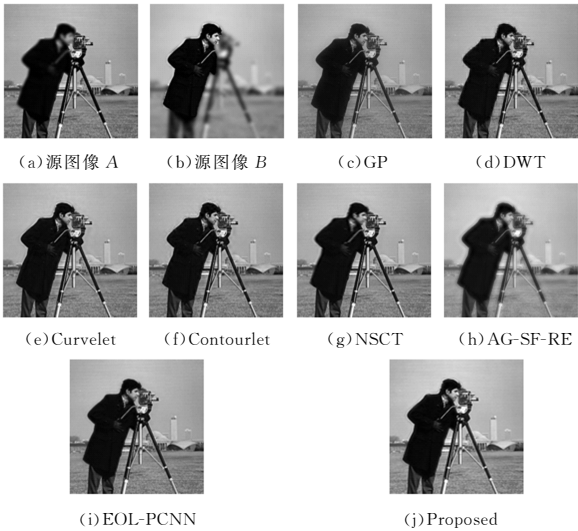 (a)源图像 A (b)源图像 B (c)GP (d)DWT
(e)Curvelet (f)Contourlet (g)NSCT (h)AG-SF-RE
(i)EOL-PCNN (j)Proposed